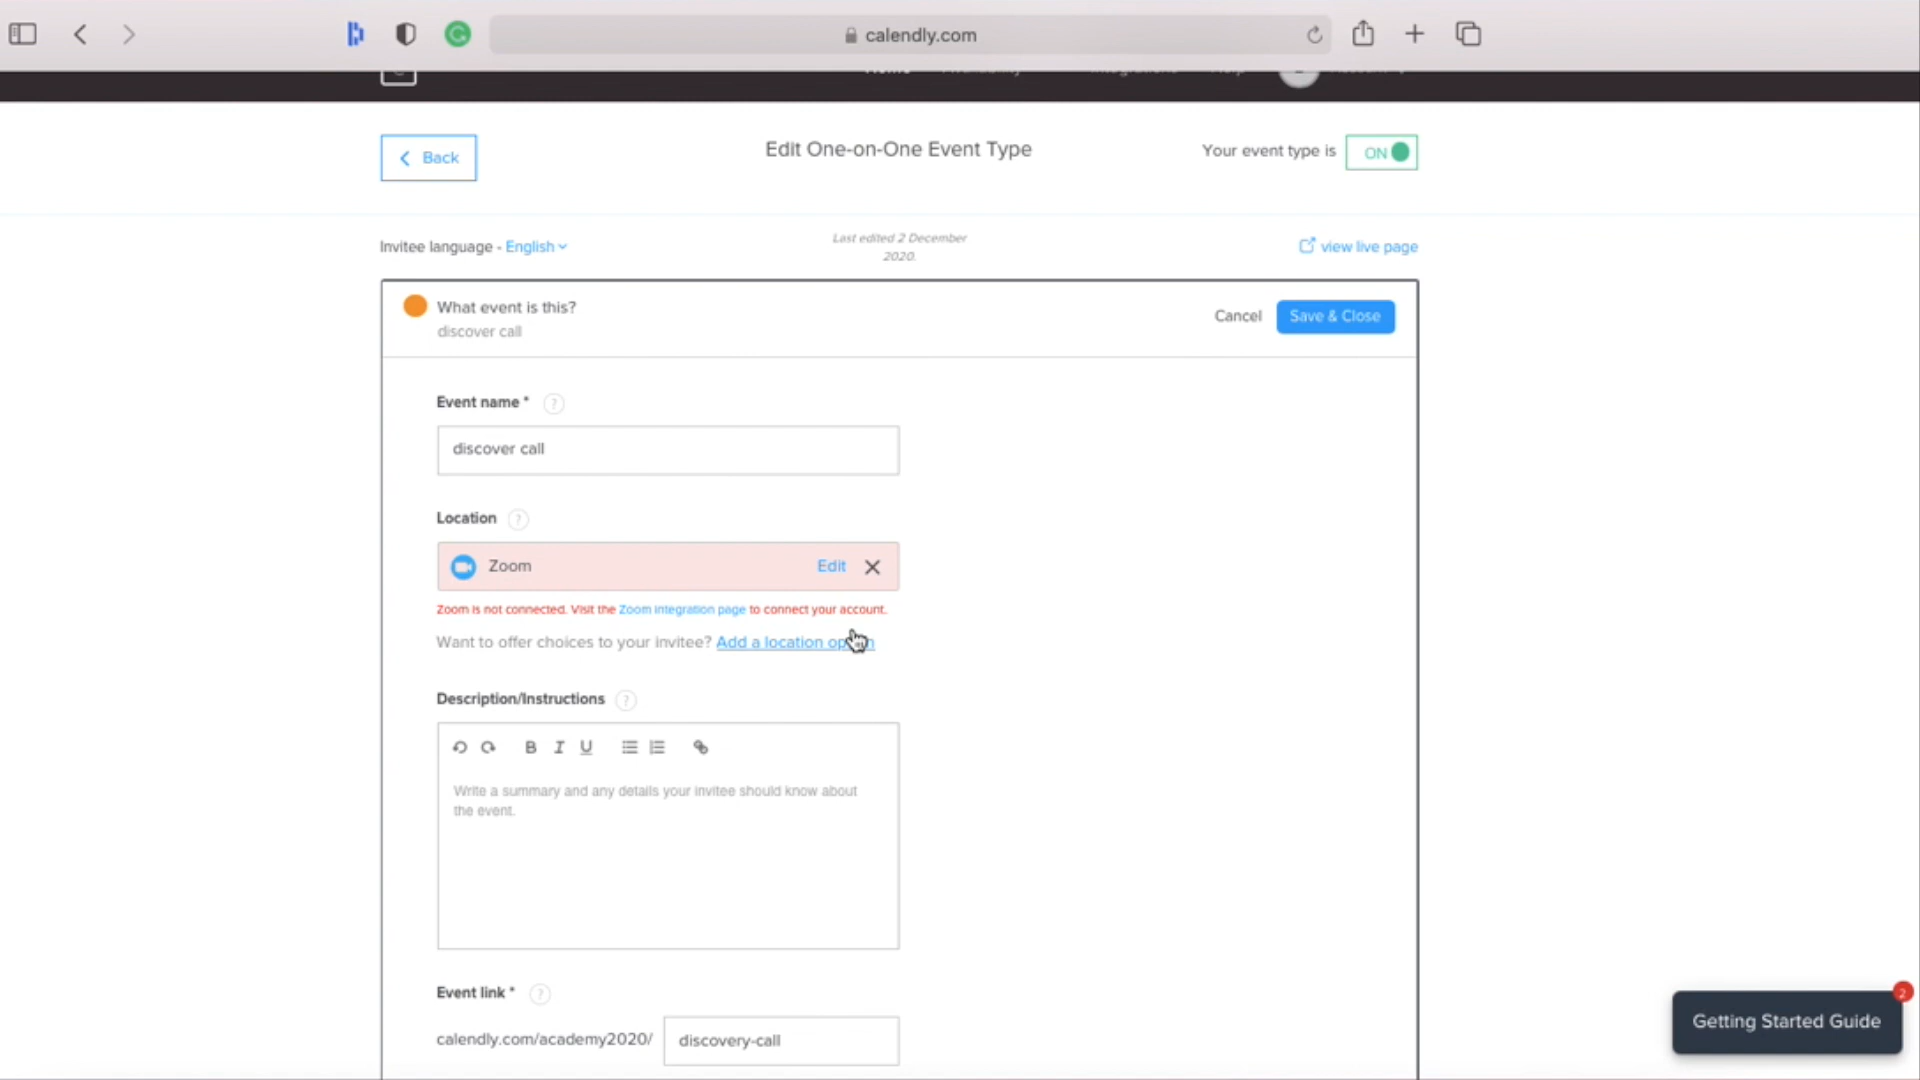 calendly.com
Back
Edit One-on-One Event Type
Your event type is
ON
Invitee language - English
Last edited 2 December
2020.
view live page
What event is this?
discover call
Cancel
Save & Close
Event name *
?
discover call
Location
?
Zoom
Edit
Zoom is not connected. Visit the Zoom integration page to connect your account.
Want to offer choices to your invitee? Add a location
Description/Instructions
?
B I U
Write a summary and any details your invitee should know about
the event.
Event link *
?
calendly.com/academy2020/
discovery-call
2
Getting Started Guide